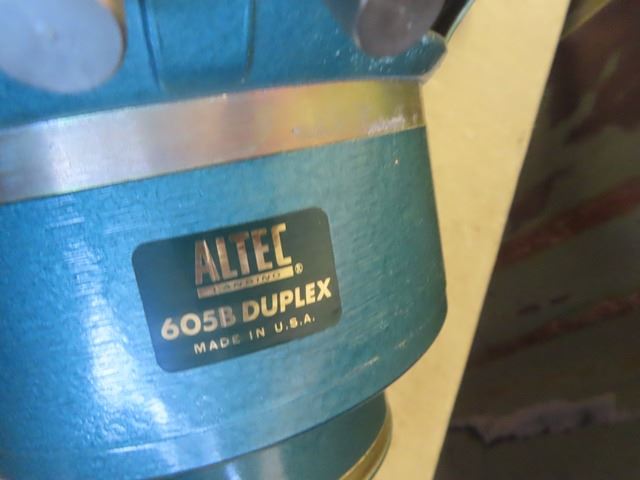 ALTEC
LANSING ®
605B DUPLEX
MADE IN U.S.A.